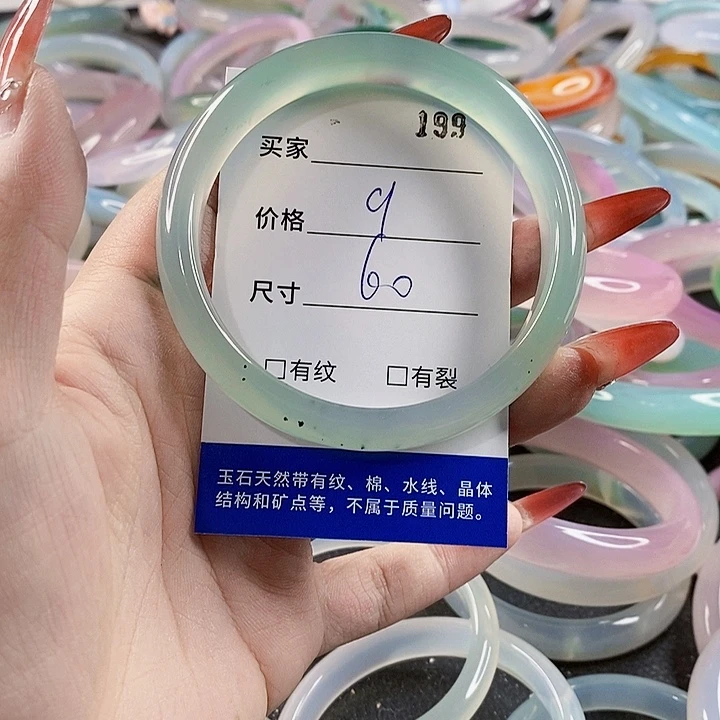 199
买家
价格 9
尺寸 60
□有纹 □有裂
玉石天然带有纹、棉、水线、晶体
结构和矿点等，不属于质量问题。